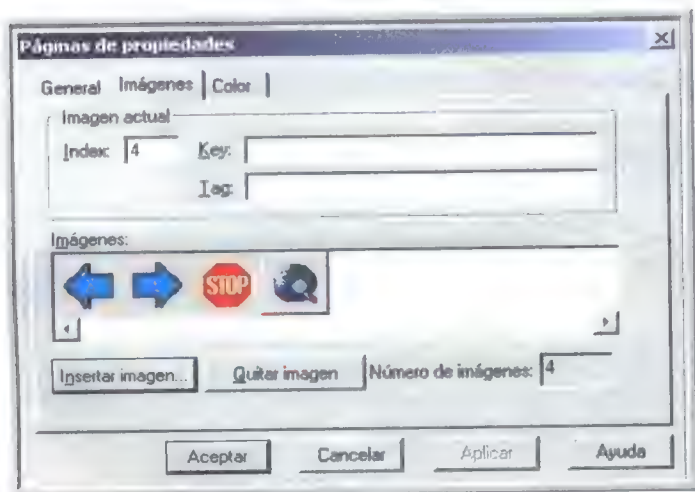 Páginas de propiedades
General Imágenes Color
Imagen actual
Index: 4 Key:
Tag:
Imágenes:
STOP
Insertar imagen... Quitar imagen Número de imágenes: 4
Aceptar Cancelar Aplicar Ayuda